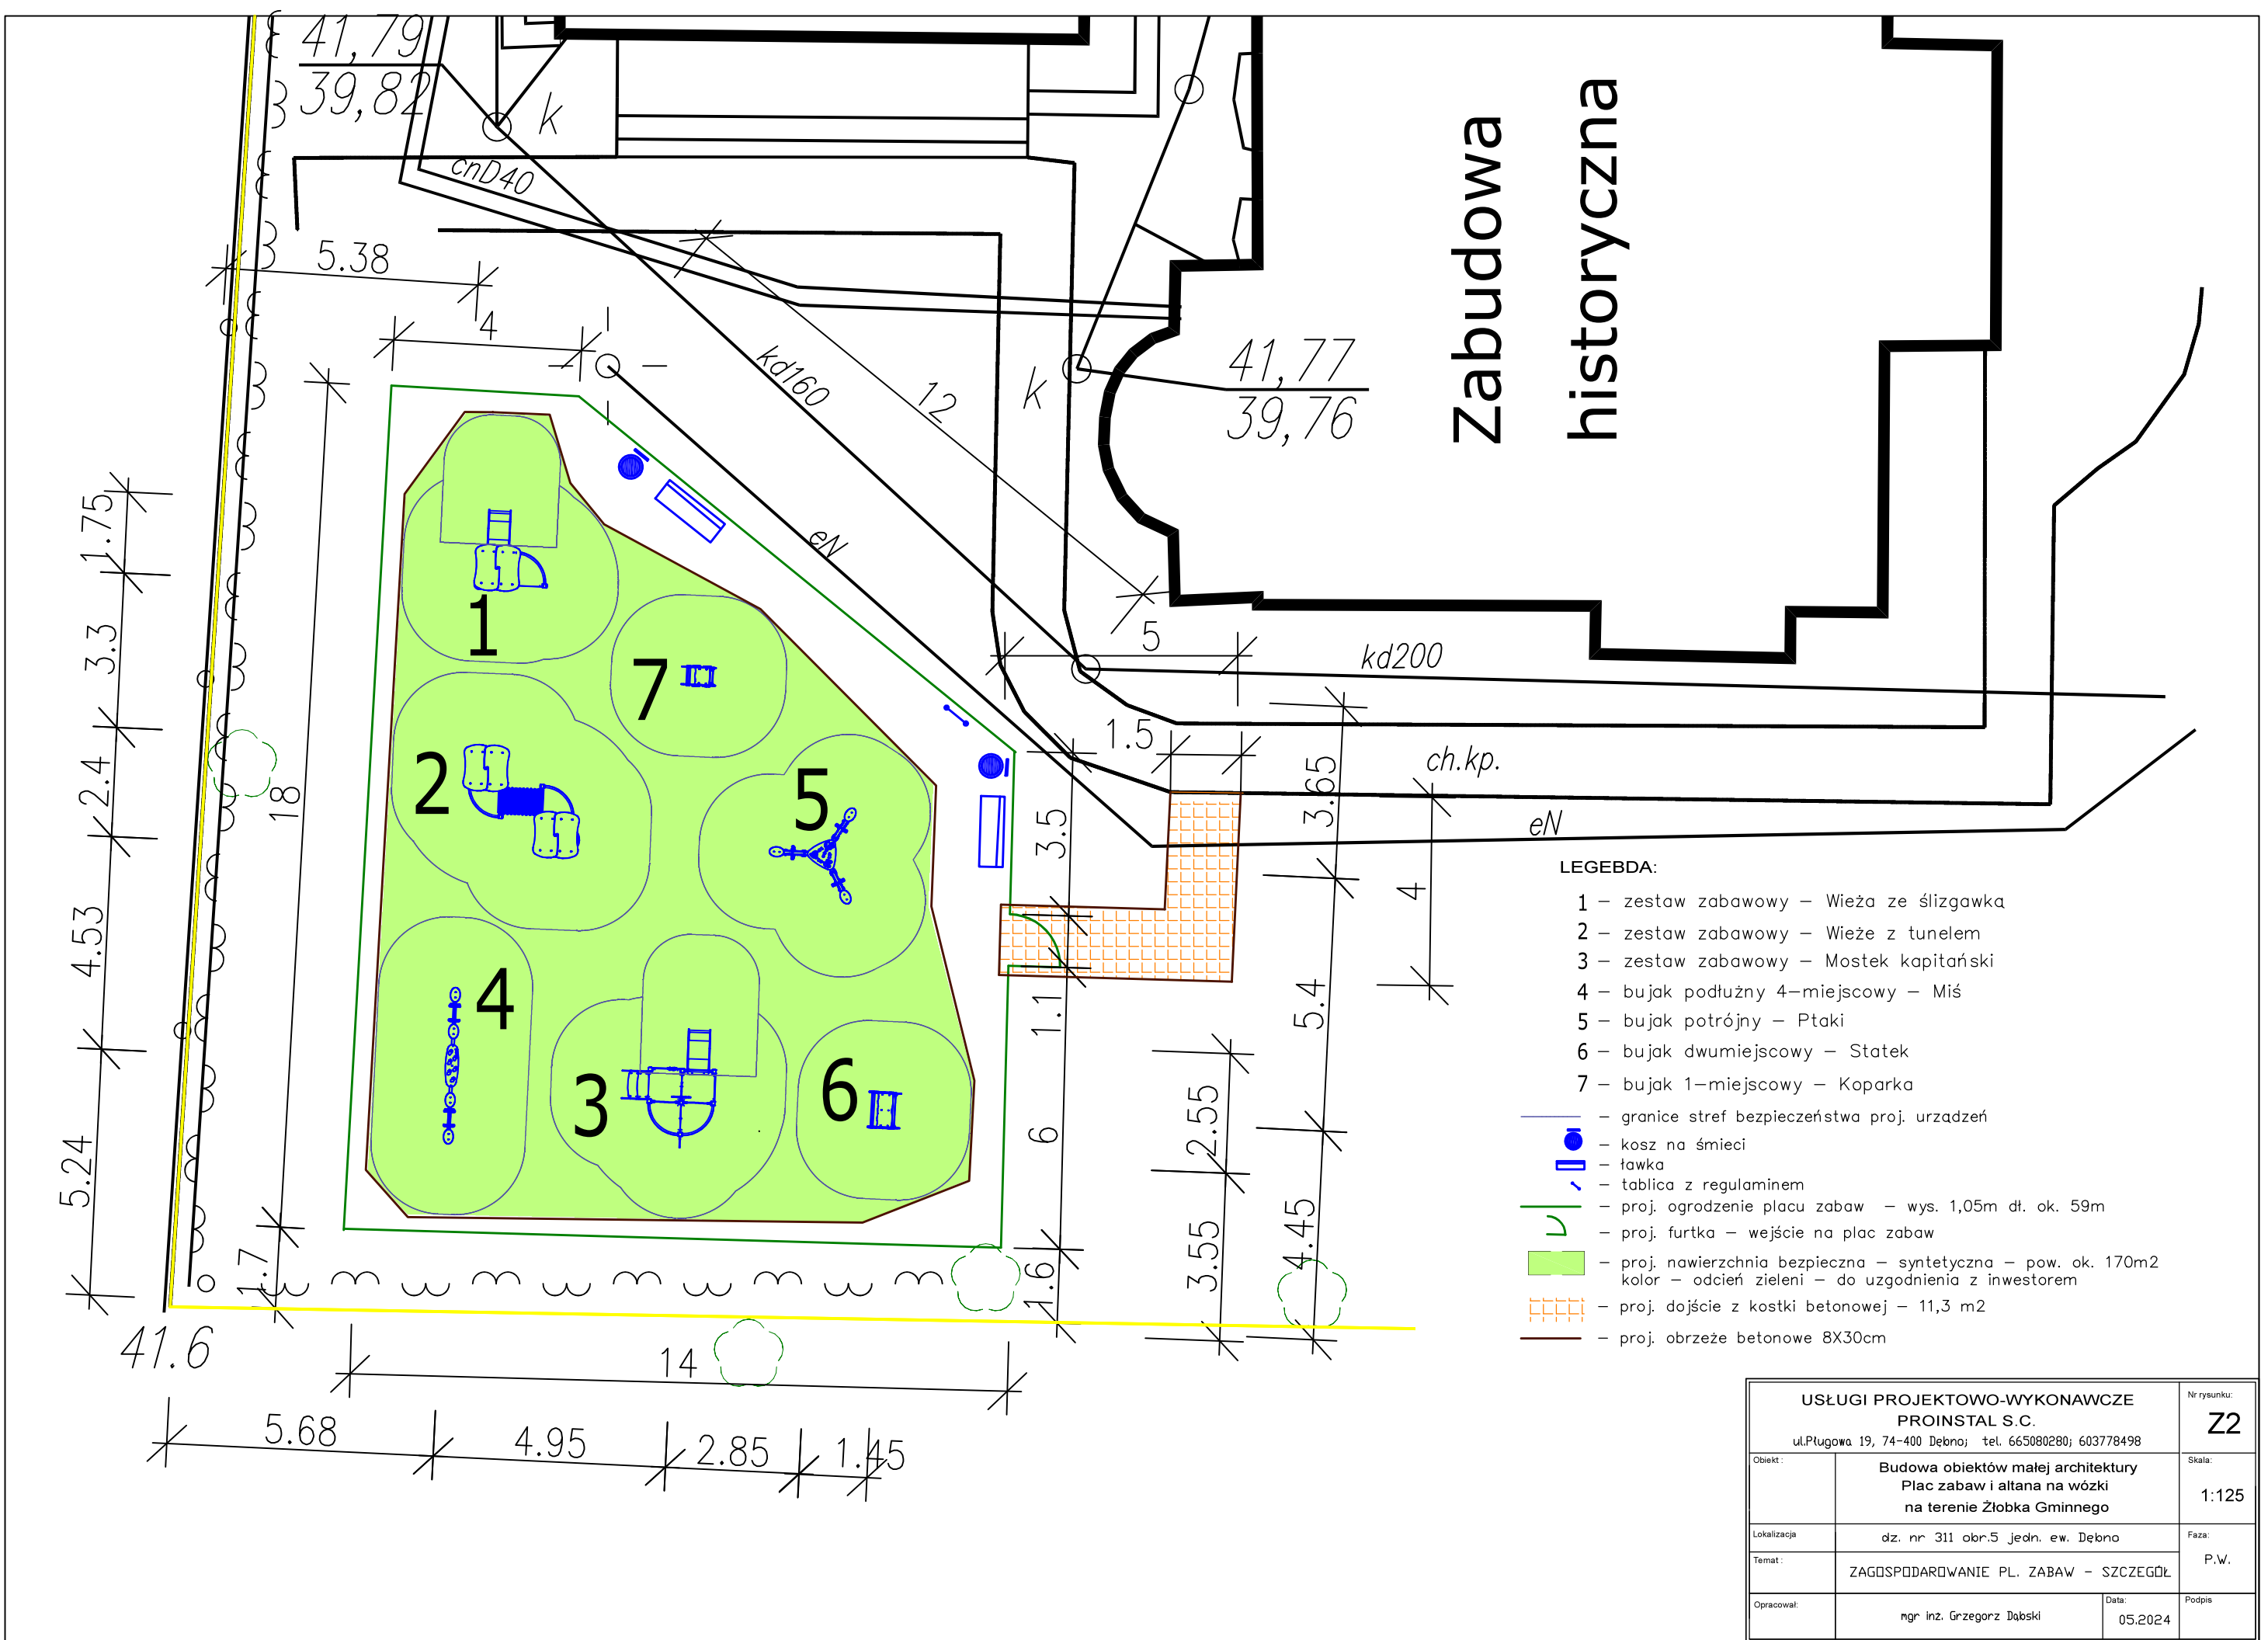 41,79
39,82
k
cnD40
5.38
4
kd160
12
k
41,77
39,76
Zabudowa
historyczna
eN
5
kd200
1.5
ch.kp.
eN
1.75
3.3
2.4
4.53
5.24
18
1.7
1
7
2
5
4
3
6
3.5
1.1
6
1.6
3.65
5.4
4.45
4
2.55
3.55
41.6
14
5.68
4.95
2.85
1.45
LEGEBDA:
1 – zestaw zabawowy – Wieża ze ślizgawką
2 – zestaw zabawowy – Wieże z tunelem
3 – zestaw zabawowy – Mostek kapitański
4 – bujak podłużny 4–miejscowy – Miś
5 – bujak potrójny – Ptaki
6 – bujak dwumiejscowy – Statek
7 – bujak 1–miejscowy – Koparka
– granice stref bezpieczeństwa proj. urządzeń
– kosz na śmieci
– ławka
– tablica z regulaminem
– proj. ogrodzenie placu zabaw – wys. 1,05m dł. ok. 59m
– proj. furtka – wejście na plac zabaw
– proj. nawierzchnia bezpieczna – syntetyczna – pow. ok. 170m2
kolor – odcień zieleni – do uzgodnienia z inwestorem
– proj. dojście z kostki betonowej – 11,3 m2
– proj. obrzeże betonowe 8X30cm
USŁUGI PROJEKTOWO-WYKONAWCZE
PROINSTAL S.C.
ul.Pługowa 19, 74-400 Dębno; tel. 665080280; 603778498
Nr rysunku:
Z2
Obiekt :
Budowa obiektów małej architektury
Plac zabaw i altana na wózki
na terenie Żłobka Gminnego
Skala:
1:125
Lokalizacja
dz. nr 311 obr.5 jedn. ew. Dębno
Faza:
P.W.
Temat :
ZAGOSPODAROWANIE PL. ZABAW - SZCZEGÓŁ
Opracował:
mgr inż. Grzegorz Dąbski
Data:
05.2024
Podpis